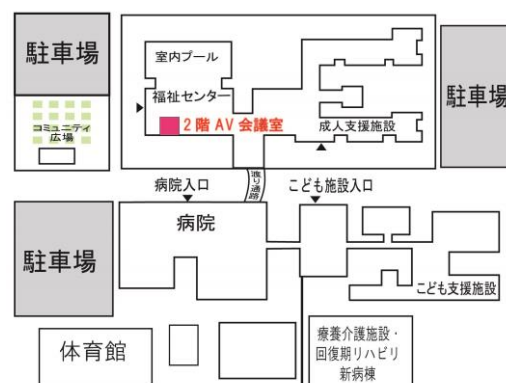 駐車場
室内プール
福祉センター
2階 AV 会議室
成人支援施設
駐車場
コミュニティ
広場
渡り通路
病院入口
こども施設入口
病院
駐車場
こども支援施設
体育館
療養介護施設・
回復期リハビリ
新病棟